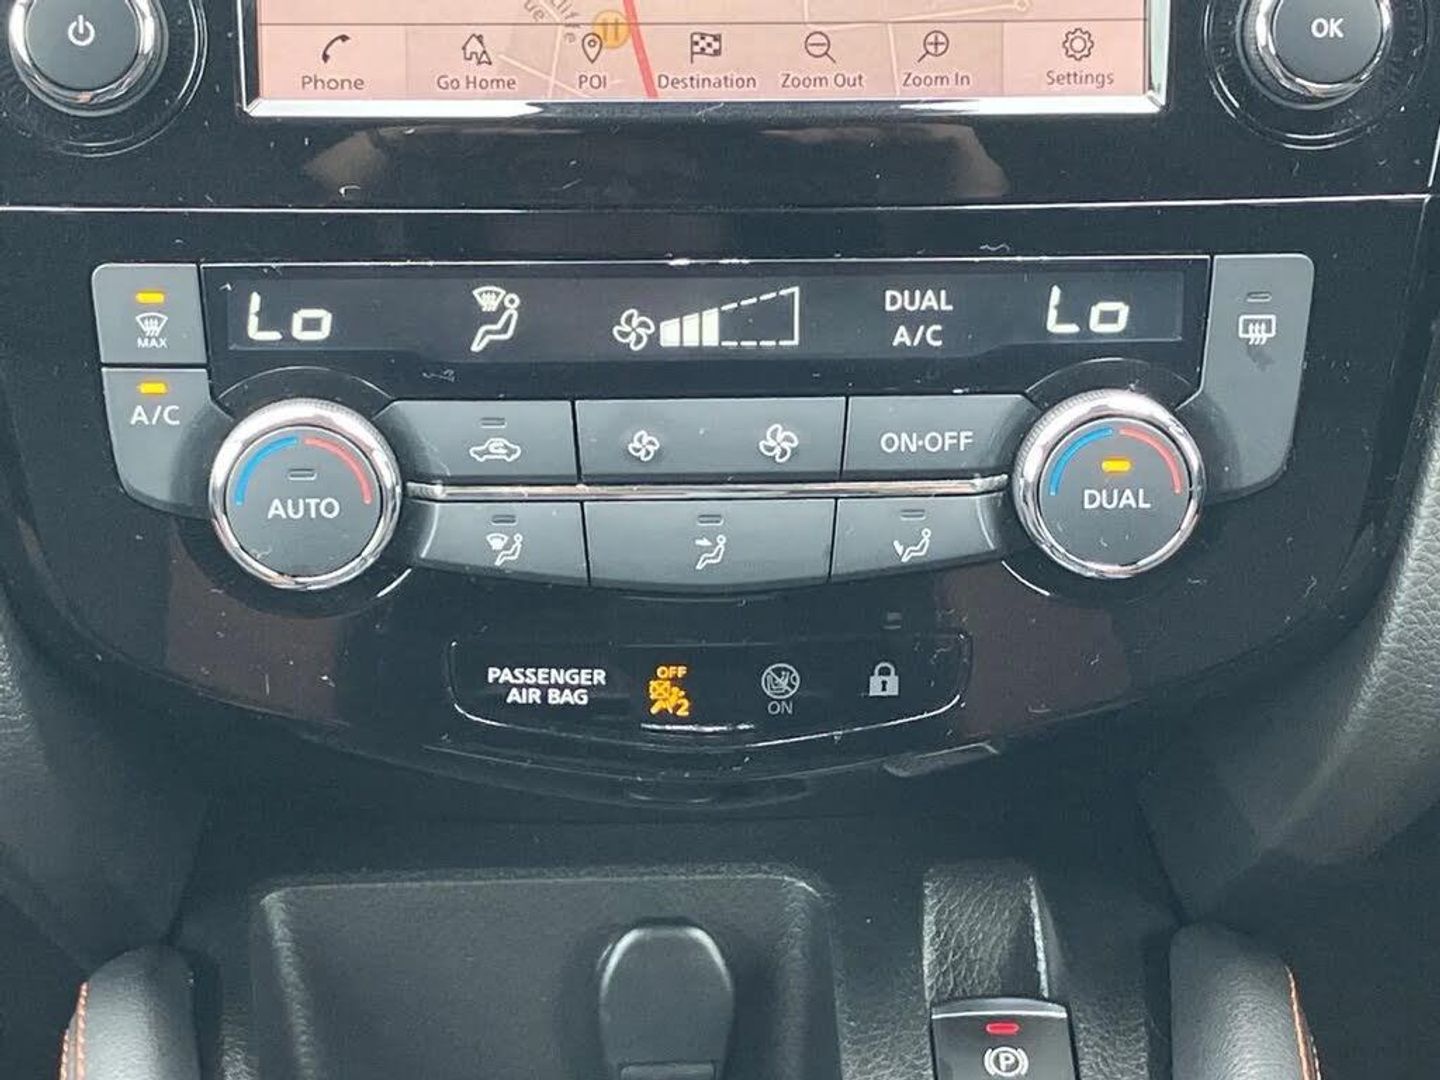 OK
Phone
Go Home
POI
Destination
Zoom Out
Zoom In
Settings
MAX
Lo
DUAL
A/C
Lo
A/C
AUTO
ON·OFF
DUAL
PASSENGER
AIR BAG
OFF
2
ON
P